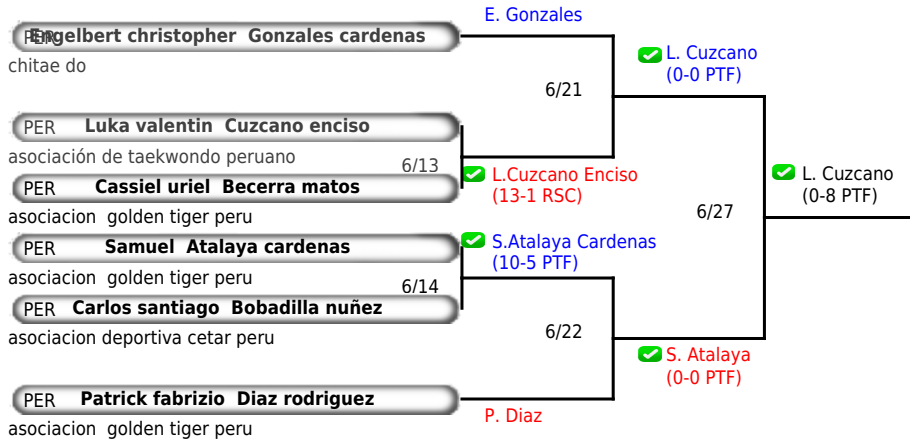 E. Gonzales
PER Engelbert christopher Gonzales cardenas
chitae do
L. Cuzcano
(0-0 PTF)
6/21
PER Luka valentin Cuzcano enciso
asociación de taekwondo peruano
6/13
L.Cuzcano Enciso
(13-1 RSC)
L. Cuzcano
(0-8 PTF)
PER Cassiel uriel Becerra matos
asociacion golden tiger peru
6/27
PER Samuel Atalaya cardenas
S.Atalaya Cardenas
(10-5 PTF)
asociacion golden tiger peru
6/14
PER Carlos santiago Bobadilla nuñez
asociacion deportiva cetar peru
6/22
S. Atalaya
(0-0 PTF)
PER Patrick fabrizio Diaz rodriguez
P. Diaz
asociacion golden tiger peru